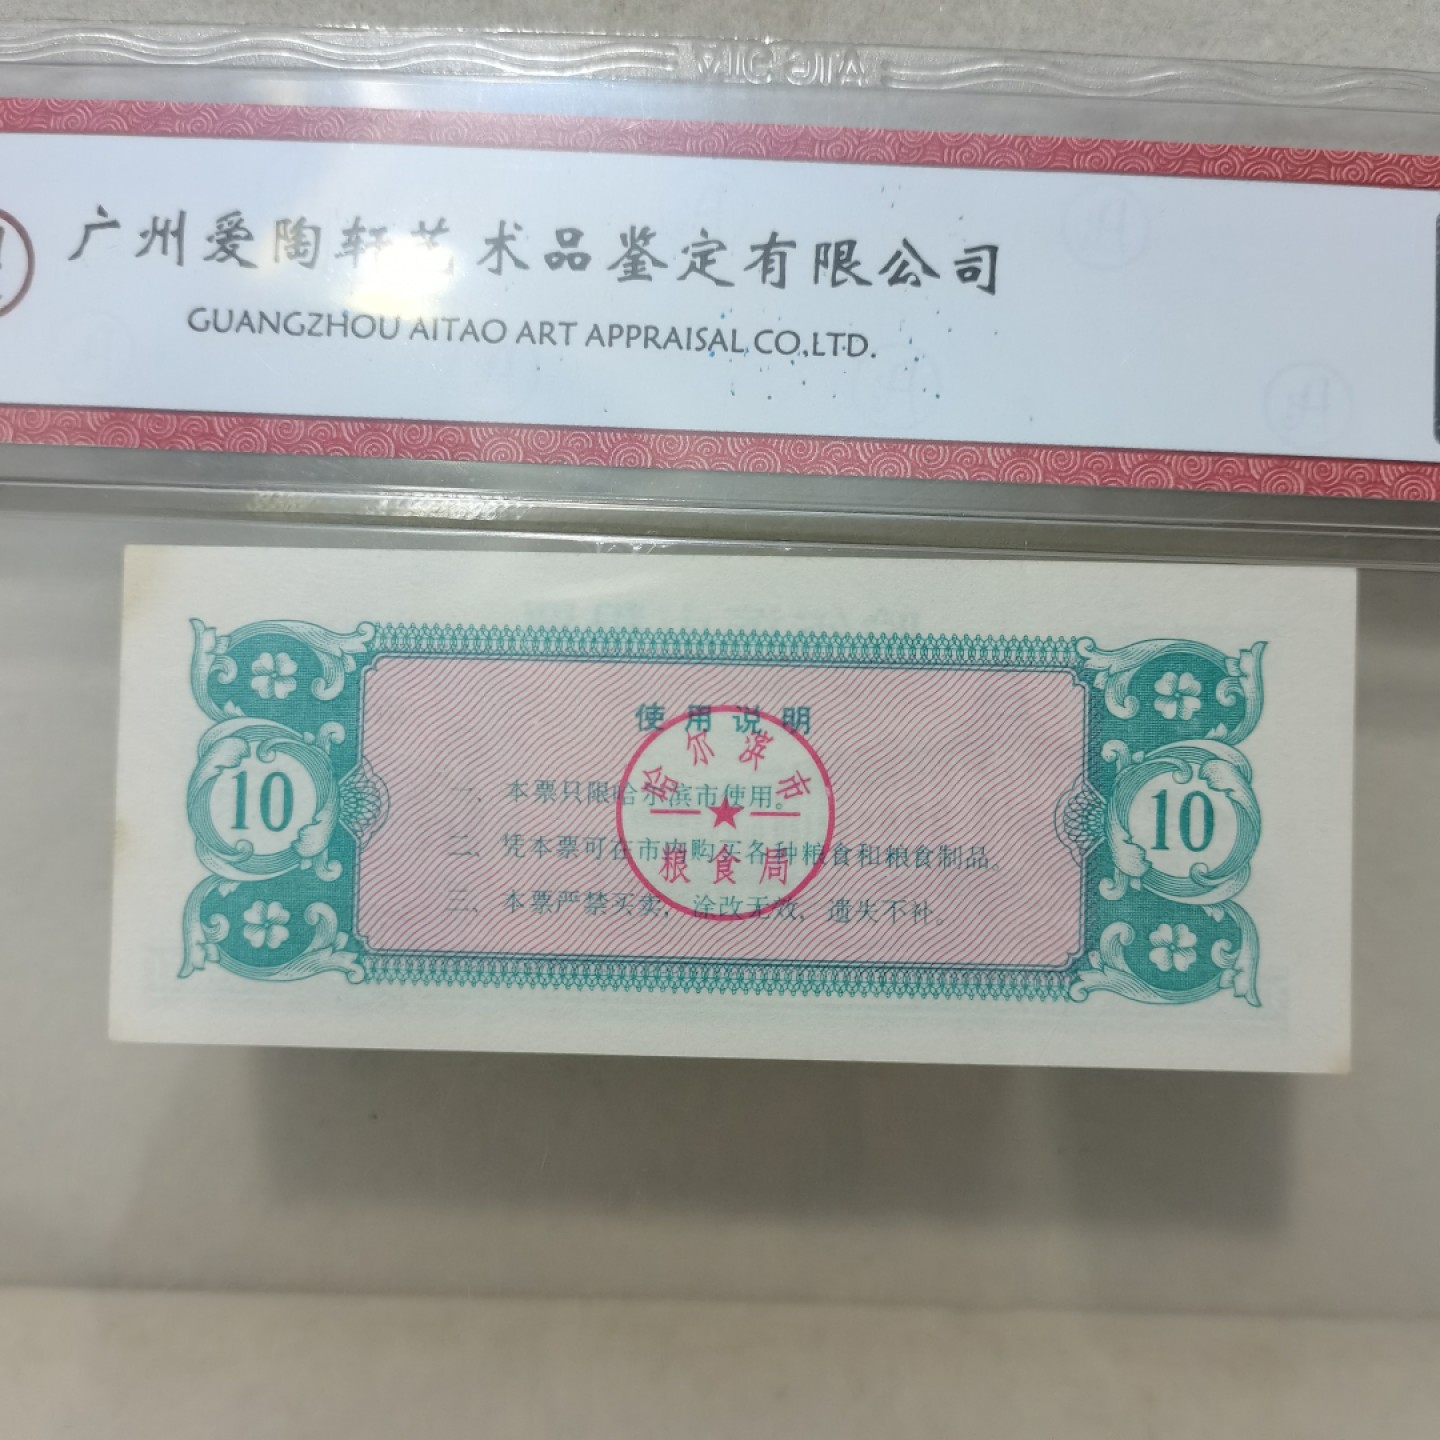 广州爱陶轩艺术品鉴定有限公司
GUANGZHOU AITAO ART APPRAISAL CO.,LTD.
使用说明
10
一、本票只限哈尔滨市使用。
二、凭本票可在市内购买各种粮食和粮食制品。
三、本票严禁买卖，涂改无效，遗失不补。
哈尔滨市
粮食局
10